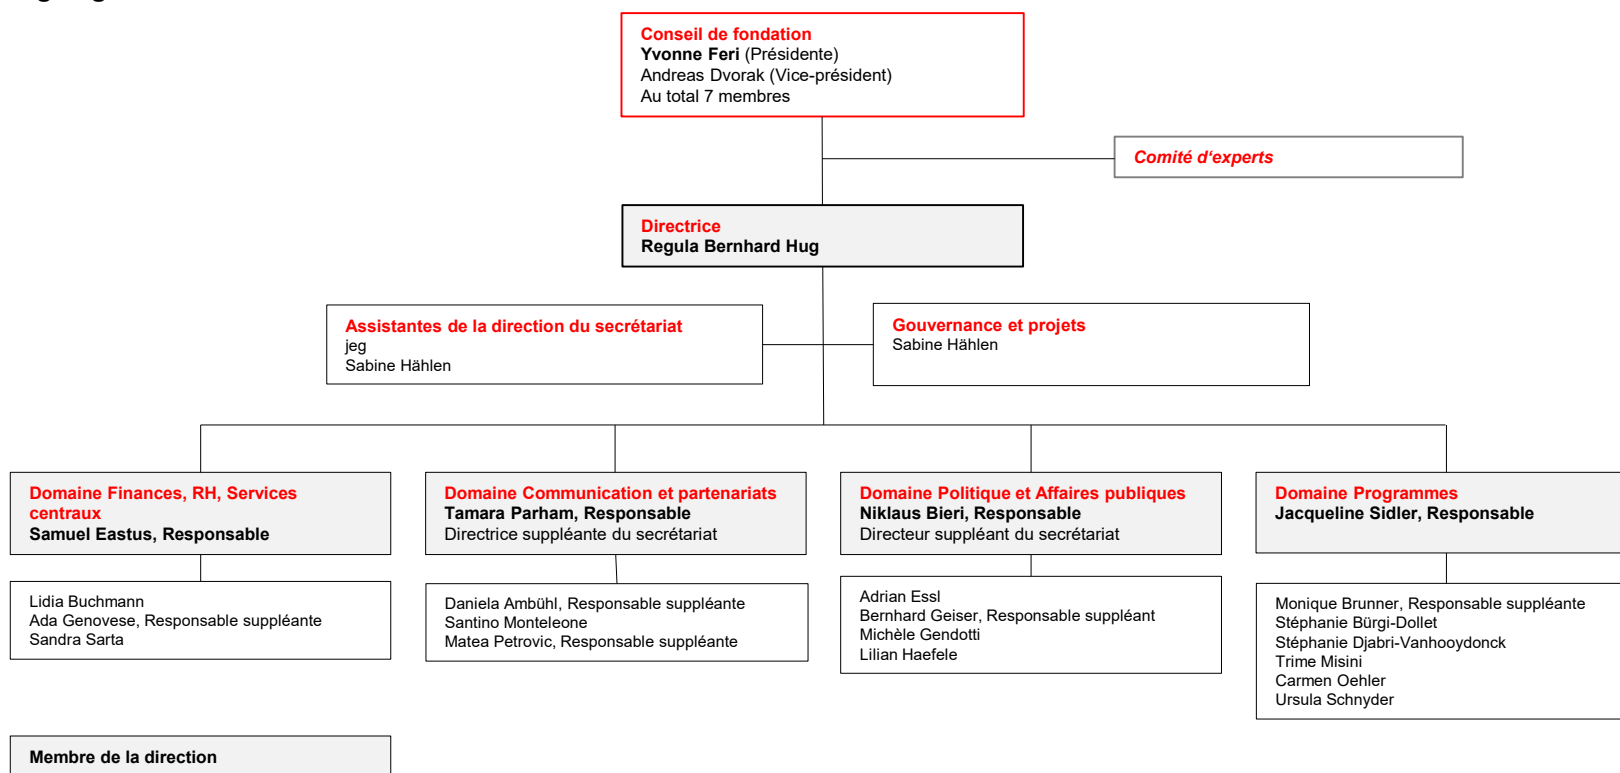 Conseil de fondation
Yvonne Feri (Présidente)
Andreas Dvorak (Vice-président)
Au total 7 membres
Comité d‘experts
Directrice
Regula Bernhard Hug
Assistantes de la direction du secrétariat
jeg
Sabine Hählen
Gouvernance et projets
Sabine Hählen
Domaine Finances, RH, Services
centraux
Samuel Eastus, Responsable
Domaine Communication et partenariats
Tamara Parham, Responsable
Directrice suppléante du secrétariat
Domaine Politique et Affaires publiques
Niklaus Bieri, Responsable
Directeur suppléant du secrétariat
Domaine Programmes
Jacqueline Sidler, Responsable
Lidia Buchmann
Ada Genovese, Responsable suppléante
Sandra Sarta
Daniela Ambühl, Responsable suppléante
Santino Monteleone
Matea Petrovic, Responsable suppléante
Adrian Essl
Bernhard Geiser, Responsable suppléant
Michèle Gendotti
Lilian Haefele
Monique Brunner, Responsable suppléante
Stéphanie Bürgi-Dollet
Stéphanie Djabri-Vanhooydonck
Trime Misini
Carmen Oehler
Ursula Schnyder
Membre de la direction